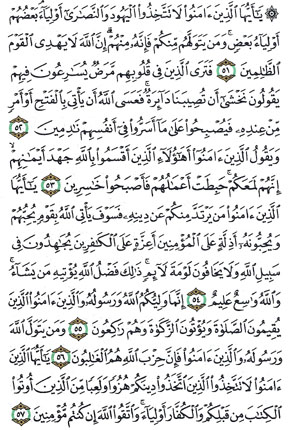 ۞ يَٰٓأَيُّهَا ٱلَّذِينَ ءَامَنُوا۟ لَا تَتَّخِذُوا۟ ٱلْيَهُودَ وَٱلنَّصَٰرَىٰٓ أَوْلِيَآءَ ۘ بَعْضُهُمْ
أَوْلِيَآءُ بَعْضٍ ۚ وَمَن يَتَوَلَّهُم مِّنكُمْ فَإِنَّهُۥ مِنْهُمْ ۗ إِنَّ ٱللَّهَ لَا يَهْدِى ٱلْقَوْمَ
ٱلظَّٰلِمِينَ ٥١ فَتَرَى ٱلَّذِينَ فِى قُلُوبِهِم مَّرَضٌ يُسَٰرِعُونَ فِيهِمْ
يَقُولُونَ نَخْشَىٰٓ أَن تُصِيبَنَا دَآئِرَةٌ ۚ فَعَسَى ٱللَّهُ أَن يَأْتِىَ بِٱلْفَتْحِ أَوْ أَمْرٍ
مِّنْ عِندِهِۦ فَيُصْبِحُوا۟ عَلَىٰ مَآ أَسَرُّوا۟ فِىٓ أَنفُسِهِمْ نَٰدِمِينَ ٥٢
وَيَقُولُ ٱلَّذِينَ ءَامَنُوٓا۟ أَهَٰٓؤُلَآءِ ٱلَّذِينَ أَقْسَمُوا۟ بِٱللَّهِ جَهْدَ أَيْمَٰنِهِمْ ۙ
إِنَّهُمْ لَمَعَكُمْ ۚ حَبِطَتْ أَعْمَٰلُهُمْ فَأَصْبَحُوا۟ خَٰسِرِينَ ٥٣ يَٰٓأَيُّهَا
ٱلَّذِينَ ءَامَنُوا۟ مَن يَرْتَدَّ مِنكُمْ عَن دِينِهِۦ فَسَوْفَ يَأْتِى ٱللَّهُ بِقَوْمٍ يُحِبُّهُمْ
وَيُحِبُّونَهُۥٓ أَذِلَّةٍ عَلَى ٱلْمُؤْمِنِينَ أَعِزَّةٍ عَلَى ٱلْكَٰفِرِينَ يُجَٰهِدُونَ فِى
سَبِيلِ ٱللَّهِ وَلَا يَخَافُونَ لَوْمَةَ لَآئِمٍ ۚ ذَٰلِكَ فَضْلُ ٱللَّهِ يُؤْتِيهِ مَن يَشَآءُ ۚ
وَٱللَّهُ وَٰسِعٌ عَلِيمٌ ٥٤ إِنَّمَا وَلِيُّكُمُ ٱللَّهُ وَرَسُولُهُۥ وَٱلَّذِينَ ءَامَنُوا۟ ٱلَّذِينَ
يُقِيمُونَ ٱلصَّلَوٰةَ وَيُؤْتُونَ ٱلزَّكَوٰةَ وَهُمْ رَٰكِعُونَ ٥٥ وَمَن يَتَوَلَّ ٱللَّهَ
وَرَسُولَهُۥ وَٱلَّذِينَ ءَامَنُوا۟ فَإِنَّ حِزْبَ ٱللَّهِ هُمُ ٱلْغَٰلِبُونَ ٥٦ يَٰٓأَيُّهَا ٱلَّذِينَ
ءَامَنُوا۟ لَا تَتَّخِذُوا۟ ٱلَّذِينَ ٱتَّخَذُوا۟ دِينَكُمْ هُزُوًا وَلَعِبًا مِّنَ ٱلَّذِينَ أُوتُوا۟
ٱلْكِتَٰبَ مِن قَبْلِكُمْ وَٱلْكُفَّارَ أَوْلِيَآءَ ۚ وَٱتَّقُوا۟ ٱللَّهَ إِن كُنتُم مُّؤْمِنِينَ ٥٧